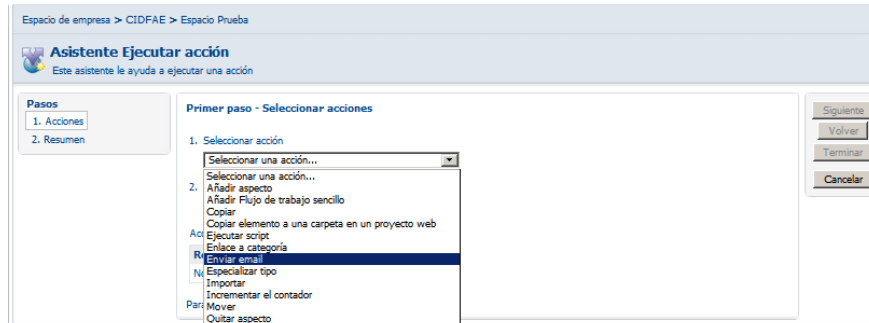 Espacio de empresa > CIDFAE > Espacio Prueba
Asistente Ejecutar acción
Este asistente le ayuda a ejecutar una acción
Pasos
1. Acciones
2. Resumen
Primer paso - Seleccionar acciones
1. Seleccionar acción
Seleccionar una acción...
Seleccionar una acción...
2. Añadir aspecto
Añadir Flujo de trabajo sencillo
Copiar
Copiar elemento a una carpeta en un proyecto web
Ejecutar script
Enlace a categoría
Enviar email
Especializar tipo
Importar
Incrementar el contador
Mover
Quitar aspecto
Siguiente
Volver
Terminar
Cancelar